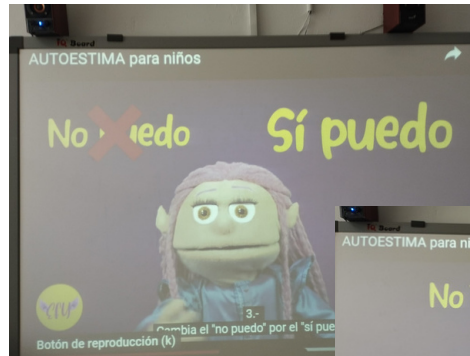 AUTOESTIMA para niños
No puedo
Sí puedo
3.-
Cambia el "no puedo" por el "sí pue
Botón de reproducción (k)
AUTOESTIMA para ni
No